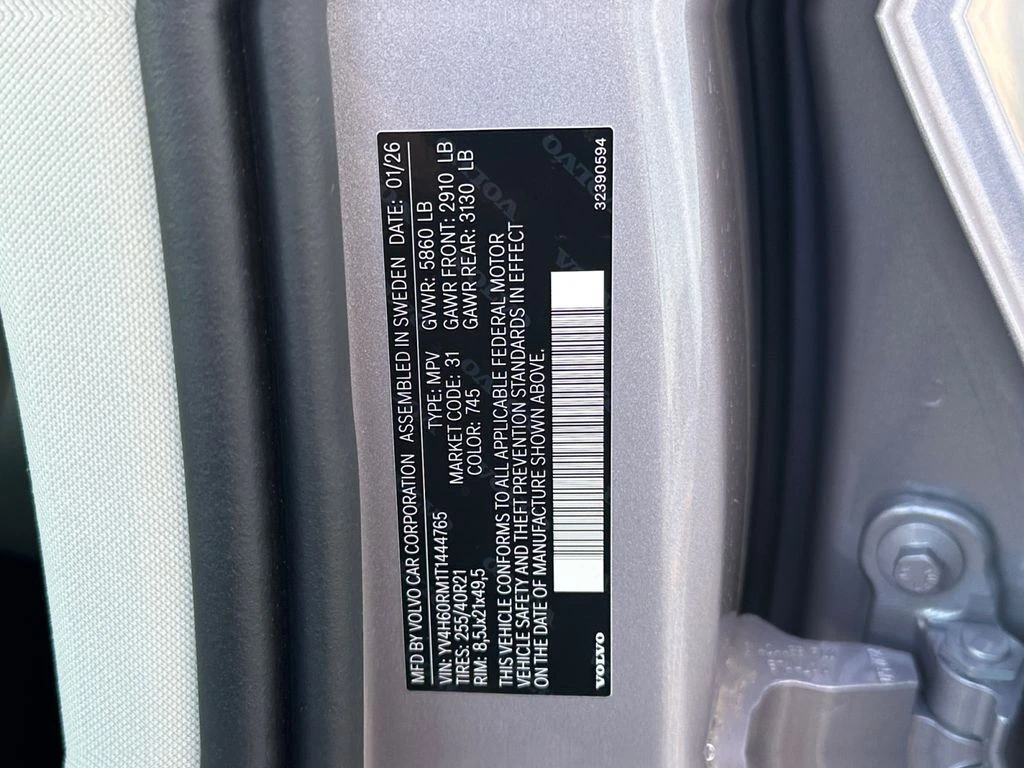 MFD BY VOLVO CAR CORPORATION ASSEMBLED IN SWEDEN DATE: 01/26
VIN: YV4H60RM1T1444765 TYPE: MPV GVWR: 5860 LB
TIRES: 255/40R21 MARKET CODE: 31 GAWR FRONT: 2910 LB
RIM: 8,5Jx21x49,5 COLOR: 745 GAWR REAR: 3130 LB
THIS VEHICLE CONFORMS TO ALL APPLICABLE FEDERAL MOTOR
VEHICLE SAFETY AND THEFT PREVENTION STANDARDS IN EFFECT
ON THE DATE OF MANUFACTURE SHOWN ABOVE.
VOLVO 32390594